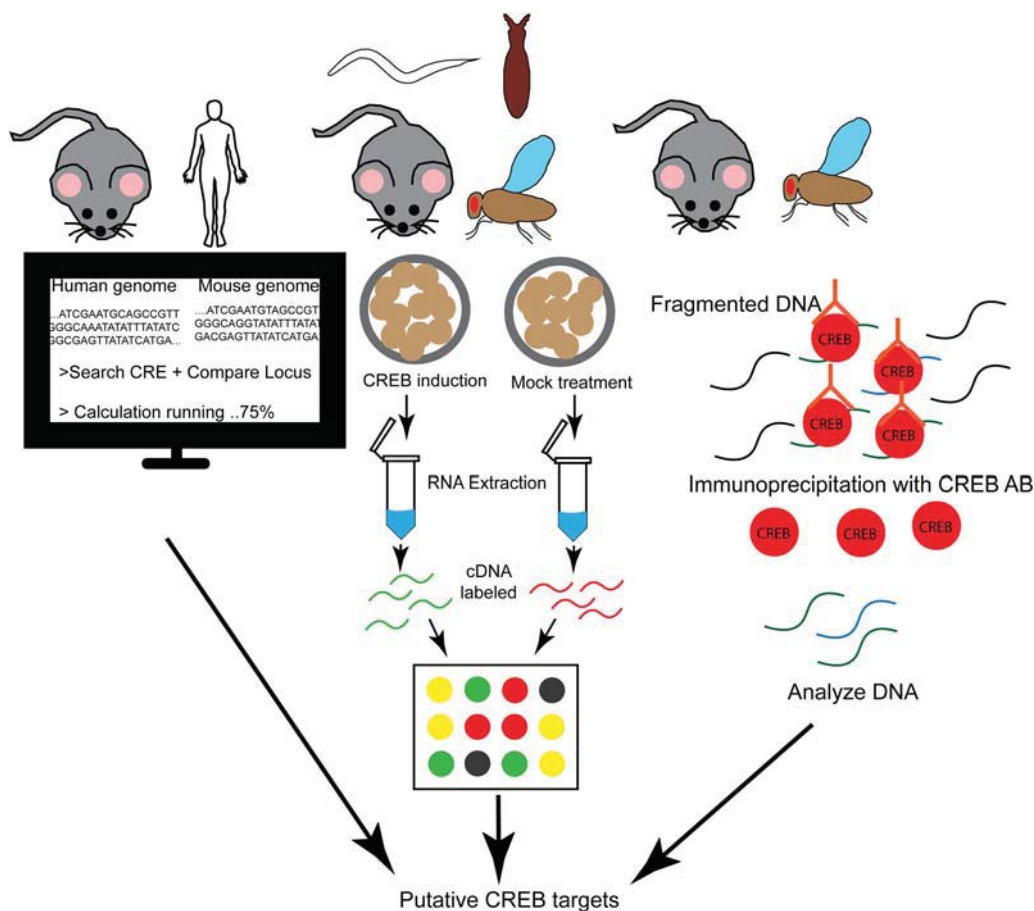 Human genome
....ATCGAATGCAGCCGTT
GGGCAAATATATTTATATC
GGCGAGTTATATCATGA...
>Search CRE + Compare Locus
> Calculation running ..75%
Mouse genome
....ATCGAATGTAGCCGTT
GGGCAGGTATATTTATAT
GACGAGTTATATCATGA..
CREB induction
Mock treatment
RNA Extraction
cDNA
labeled
Fragmented DNA
CREB
CREB
CREB
CREB
Immunoprecipitation with CREB AB
CREB
CREB
CREB
Analyze DNA
Putative CREB targets